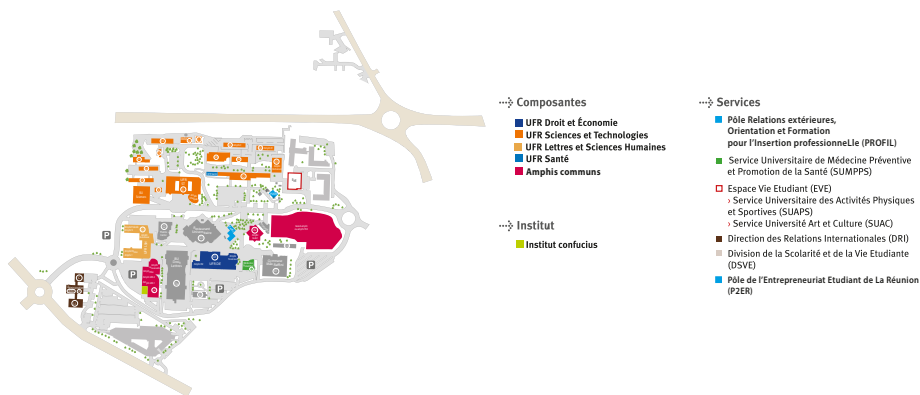 Composantes
UFR Droit et Économie
UFR Sciences et Technologies
UFR Lettres et Sciences Humaines
UFR Santé
Amphis communs
Institut
Institut confucius
Services
Pôle Relations extérieures,
Orientation et Formation
pour l'Insertion professionneLle (PROFIL)
Service Universitaire de Médecine Préventive
et Promotion de la Santé (SUMPPS)
Espace Vie Etudiant (EVE)
› Service Universitaire des Activités Physiques
et Sportives (SUAPS)
› Service Université Art et Culture (SUAC)
Direction des Relations Internationales (DRI)
Division de la Scolarité et de la Vie Etudiante
(DSVE)
Pôle de l'Entrepreneuriat Etudiant de La Réunion
(P2ER)
P
P
P
P